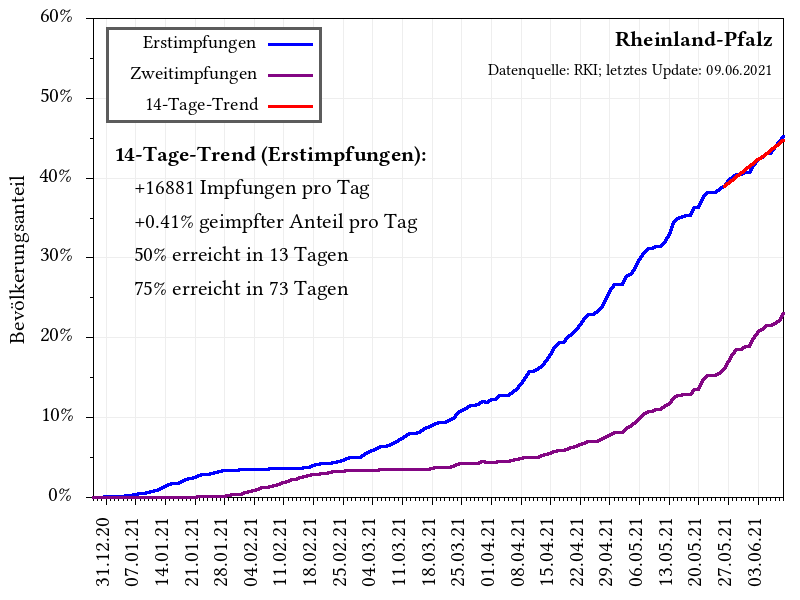 60%
50%
40%
30%
20%
10%
0%
Bevölkerungsanteil
Erstimpfungen
Zweitimpfungen
14-Tage-Trend
Rheinland-Pfalz
Datenquelle: RKI; letztes Update: 09.06.2021
14-Tage-Trend (Erstimpfungen):
+16881 Impfungen pro Tag
+0.41% geimpfter Anteil pro Tag
50% erreicht in 13 Tagen
75% erreicht in 73 Tagen
31.12.20
07.01.21
14.01.21
21.01.21
28.01.21
04.02.21
11.02.21
18.02.21
25.02.21
04.03.21
11.03.21
18.03.21
25.03.21
01.04.21
08.04.21
15.04.21
22.04.21
29.04.21
06.05.21
13.05.21
20.05.21
27.05.21
03.06.21